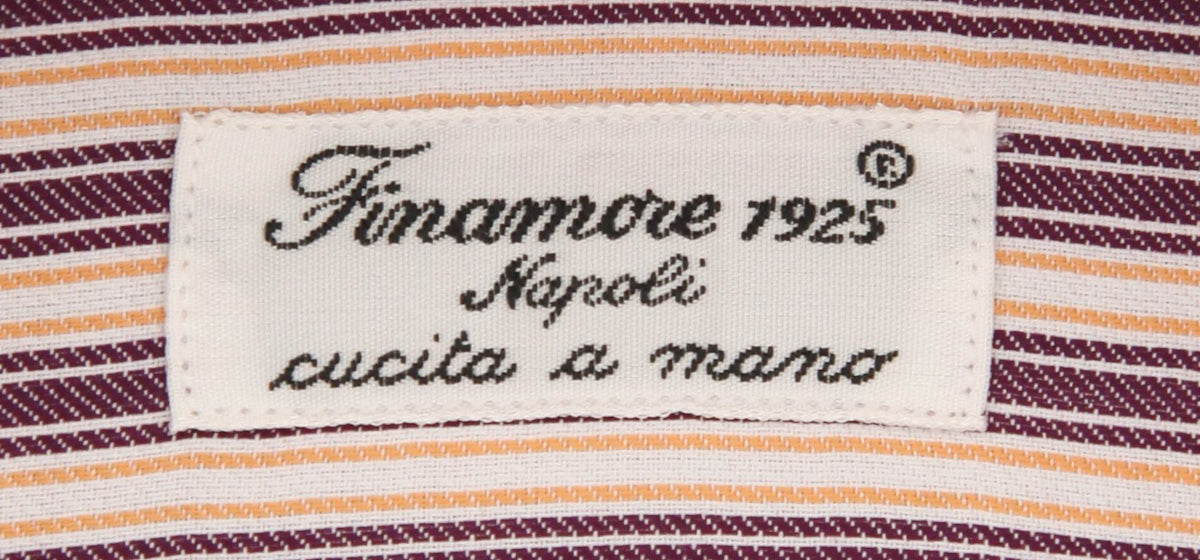 Finamore 1925 ®
Napoli
cucita a mano